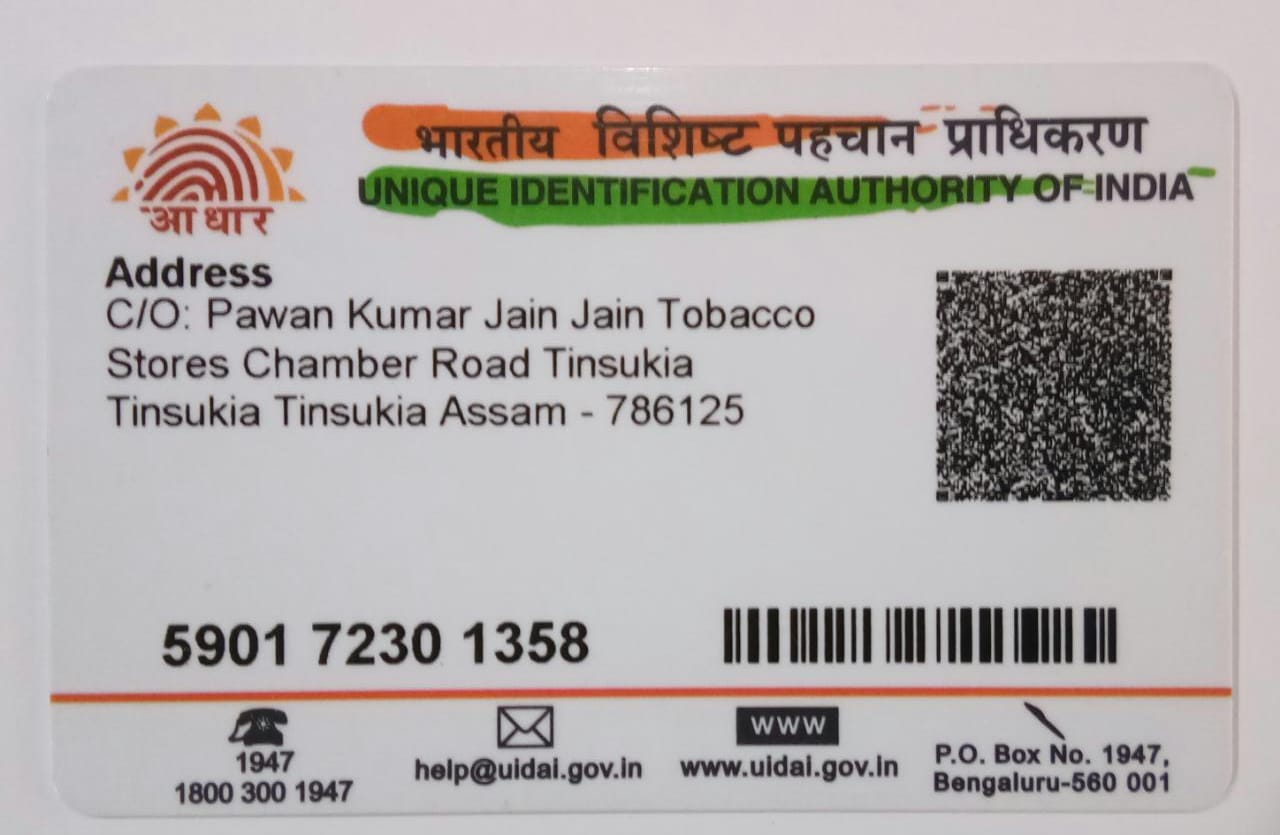 भारतीय विशिष्ट पहचान प्राधिकरण
UNIQUE IDENTIFICATION AUTHORITY OF INDIA
आधार
Address
C/O: Pawan Kumar Jain Jain Tobacco
Stores Chamber Road Tinsukia
Tinsukia Tinsukia Assam - 786125
5901 7230 1358
1947
1800 300 1947
help@uidai.gov.in
WWW
www.uidai.gov.in
P.O. Box No. 1947,
Bengaluru-560 001